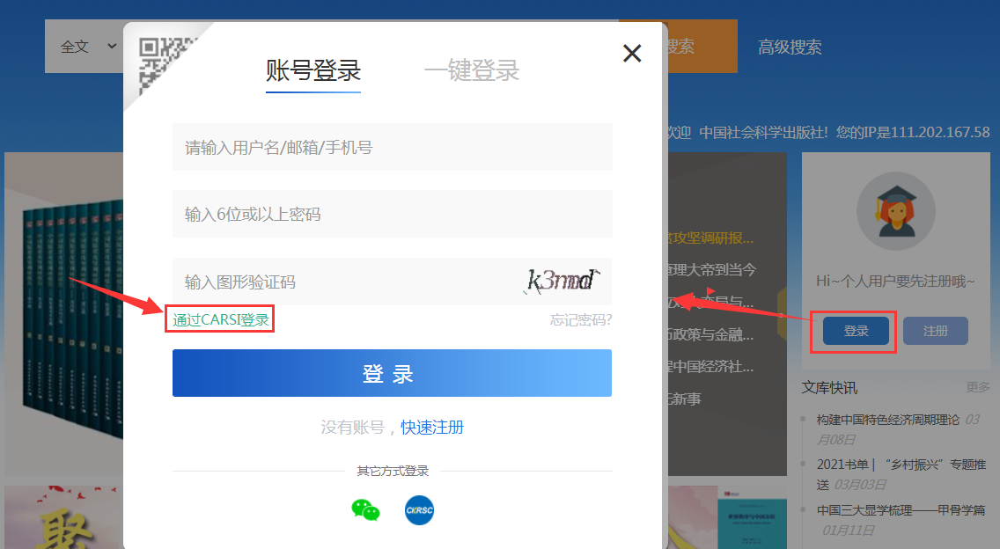 全文
搜索
高级搜索
账号登录
一键登录
欢迎 中国社会科学出版社! 您的IP是111.202.167.58
请输入用户名/邮箱/手机号
输入6位或以上密码
输入图形验证码
k3mmd
通过CARSI登录
忘记密码?
登 录
没有账号，快速注册
其它方式登录
CKRSC
攻坚调研报...
理大帝到当今
政策与金融...
中国经济社...
新事
Hi~个人用户要先注册哦~
登录
注册
文库快讯
更多
构建中国特色经济周期理论 03
月08日
2021书单 | “乡村振兴”专题推
送 03月03日
中国三大显学梳理——甲骨学篇
01月11日
聚